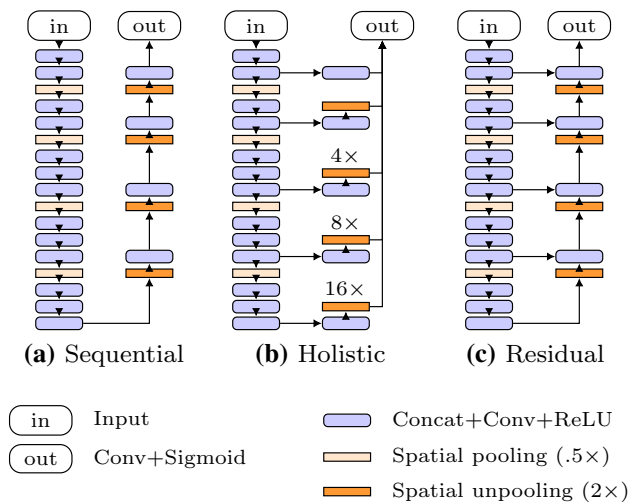 in out in out in out
4×
8×
16×
(a) Sequential (b) Holistic (c) Residual
in Input Concat+Conv+ReLU
out Conv+Sigmoid Spatial pooling (.5×)
Spatial unpooling (2×)